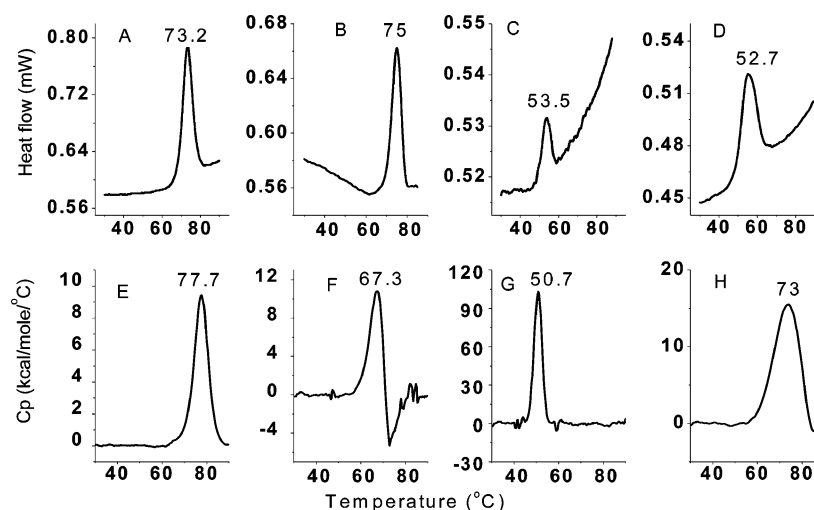 Heat flow (mW)
A 73.2
0.80
0.72
0.64
0.56
40 60 80
B 75
0.68
0.64
0.60
0.56
40 60 80
C
53.5
0.55
0.54
0.53
0.52
40 60 80
D
52.7
0.54
0.51
0.48
0.45
40 60 80
Cp (kcal/mole/°C)
E 77.7
10
8
6
4
2
0
40 60 80
F 67.3
12
8
4
0
-4
40 60 80
G 50.7
120
90
60
30
0
-30
40 60 80
H 73
20
10
0
40 60 80
Temperature (°C)